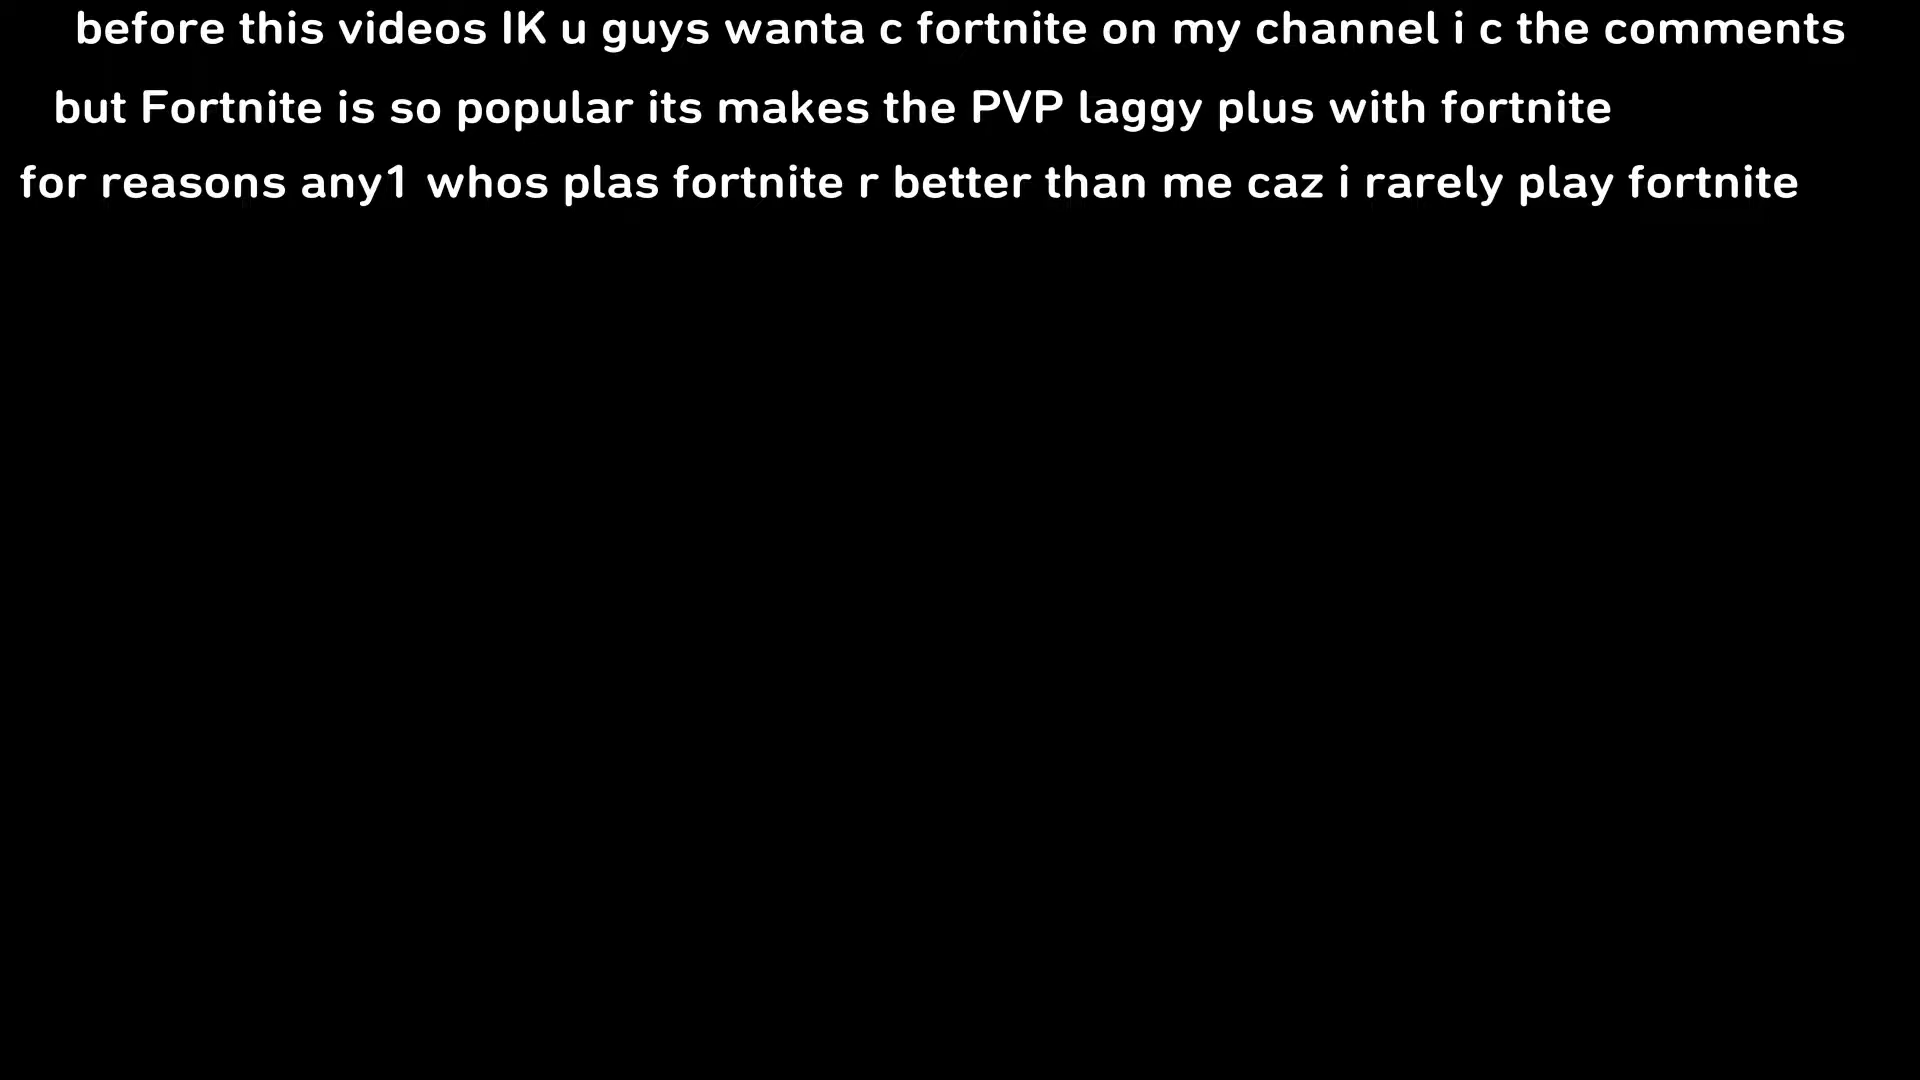 before this videos IK u guys wanta c fortnite on my channel i c the comments
but Fortnite is so popular its makes the PVP laggy plus with fortnite
for reasons any1 whos plas fortnite r better than me caz i rarely play fortnite